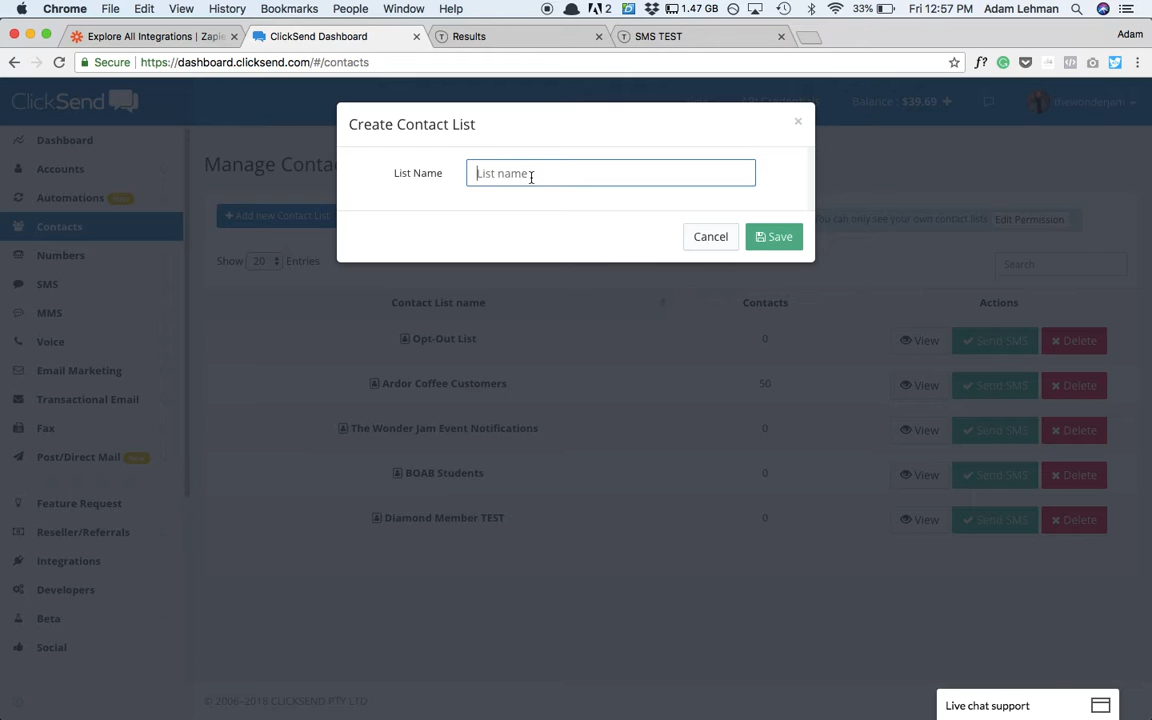 Chrome File Edit View History Bookmarks People Window Help 2 1.47 GB 33% Fri 12:57 PM Adam Lehman
Explore All Integrations | Zapie ClickSend Dashboard Results SMS TEST Adam
Secure https://dashboard.clicksend.com/#/contacts
ClickSend Balance : $39.69 thewonderjam
Create Contact List
List Name List name
Cancel Save
Dashboard
Accounts
Automations New
Contacts
Numbers
SMS
MMS
Voice
Email Marketing
Transactional Email
Fax
Post/Direct Mail New
Feature Request
Reseller/Referrals
Integrations
Developers
Beta
Social
Manage Conta
Add new Contact List You can only see your own contact lists Edit Permission
Show 20 Entries Search
Contact List name Contacts Actions
Opt-Out List 0 View Send SMS Delete
Ardor Coffee Customers 50 View Send SMS Delete
The Wonder Jam Event Notifications 0 View Send SMS Delete
BOAB Students 0 View Send SMS Delete
Diamond Member TEST 0 View Send SMS Delete
© 2006–2018 CLICKSEND PTY LTD
Live chat support